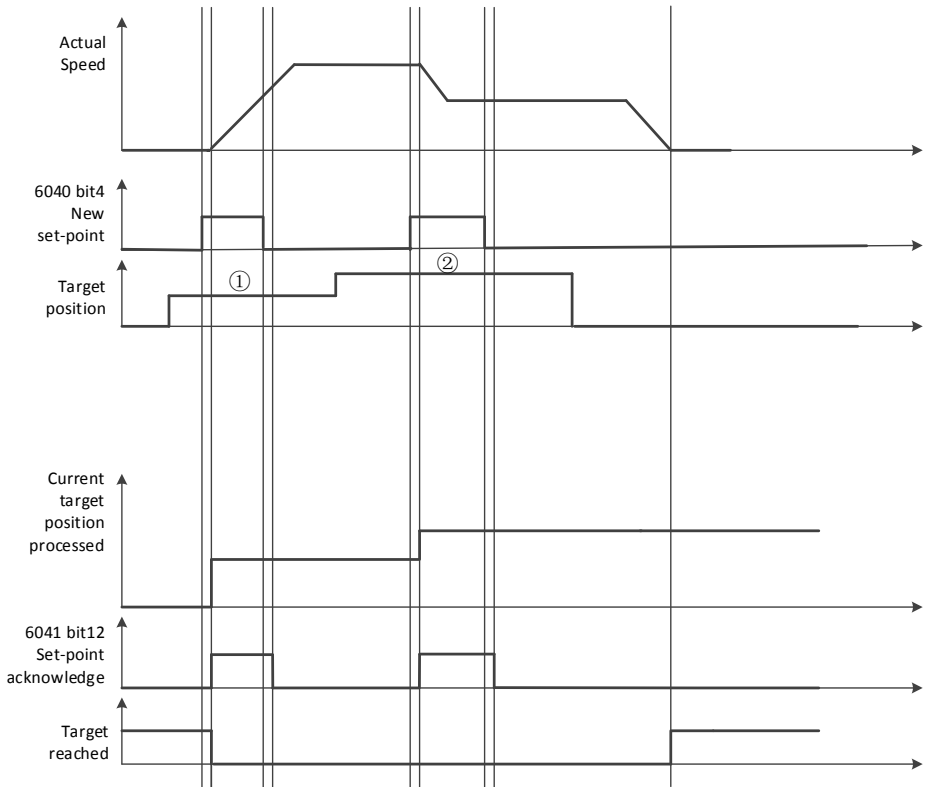 Actual
Speed
6040 bit4
New
set-point
Target
position
①
②
Current
target
position
processed
6041 bit12
Set-point
acknowledge
Target
reached